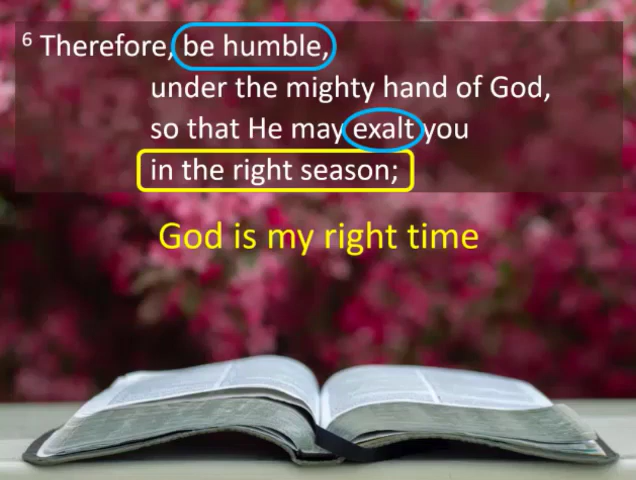 6 Therefore, be humble,
under the mighty hand of God,
so that He may exalt you
in the right season;
God is my right time